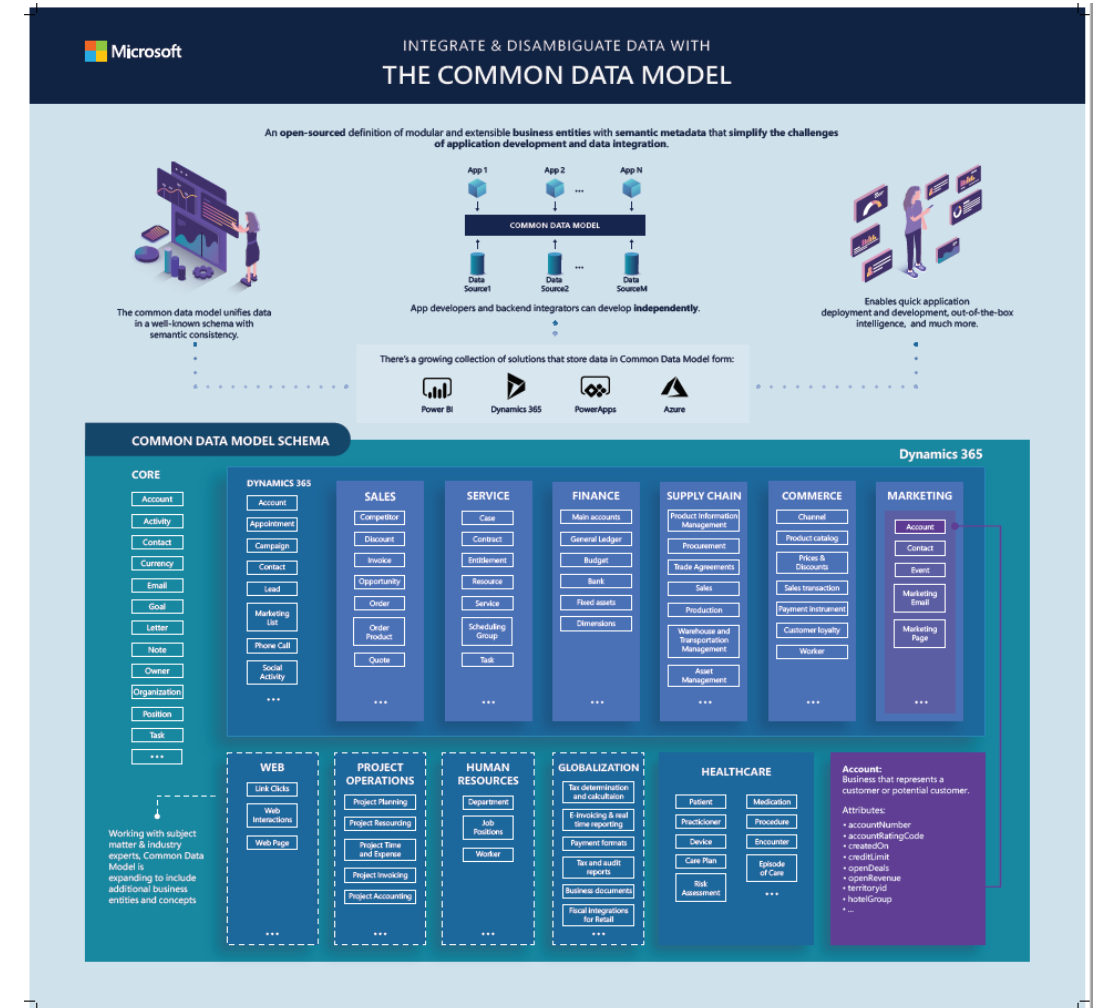 Microsoft
INTEGRATE & DISAMBIGUATE DATA WITH
THE COMMON DATA MODEL
An open-sourced definition of modular and extensible business entities with semantic metadata that simplify the challenges
of application development and data integration.
App 1
App 2
App N
...
COMMON DATA MODEL
...
Data
Source1
Data
Source2
Data
SourceM
The common data model unifies data
in a well-known schema with
semantic consistency.
App developers and backend integrators can develop independently.
Enables quick application
deployment and development, out-of-the-box
intelligence, and much more.
There's a growing collection of solutions that store data in Common Data Model form:
Power BI
Dynamics 365
PowerApps
Azure
COMMON DATA MODEL SCHEMA
Dynamics 365
CORE
Account
Activity
Contact
Currency
Email
Goal
Letter
Note
Owner
Organization
Position
Task
...
DYNAMICS 365
Account
Appointment
Campaign
Contact
Lead
Marketing
List
Phone Call
Social
Activity
...
SALES
Competitor
Discount
Invoice
Opportunity
Order
Order
Product
Quote
...
SERVICE
Case
Contract
Entitlement
Resource
Service
Scheduling
Group
Task
...
FINANCE
Main accounts
General Ledger
Budget
Bank
Fixed assets
Dimensions
...
SUPPLY CHAIN
Product Information
Management
Procurement
Trade Agreements
Sales
Production
Warehouse and
Transportation
Management
Asset
Management
...
COMMERCE
Channel
Product catalog
Prices &
Discounts
Sales transaction
Payment instrument
Customer loyalty
Worker
...
MARKETING
Account
Contact
Event
Marketing
Email
Marketing
Page
...
Working with subject
matter & industry
experts, Common Data
Model is
expanding to include
additional business
entities and concepts
WEB
Link Clicks
Web
Interactions
Web Page
...
PROJECT
OPERATIONS
Project Planning
Project Resourcing
Project Time
and Expense
Project Invoicing
Project Accounting
...
HUMAN
RESOURCES
Department
Job
Positions
Worker
...
GLOBALIZATION
Tax determination
and calcultaion
E-invoicing & real
time reporting
Payment formats
Tax and audit
reports
Business documents
Fiscal Integrations
for Retail
...
HEALTHCARE
Patient
Practicioner
Device
Care Plan
Risk
Assessment
Medication
Procedure
Encounter
Episode
of Care
...
Account:
Business that represents a
customer or potential customer.
Attributes:
• accountNumber
• accountRatingCode
• createdOn
• creditLimit
• openDeals
• openRevenue
• territoryid
• hotelGroup
• ...